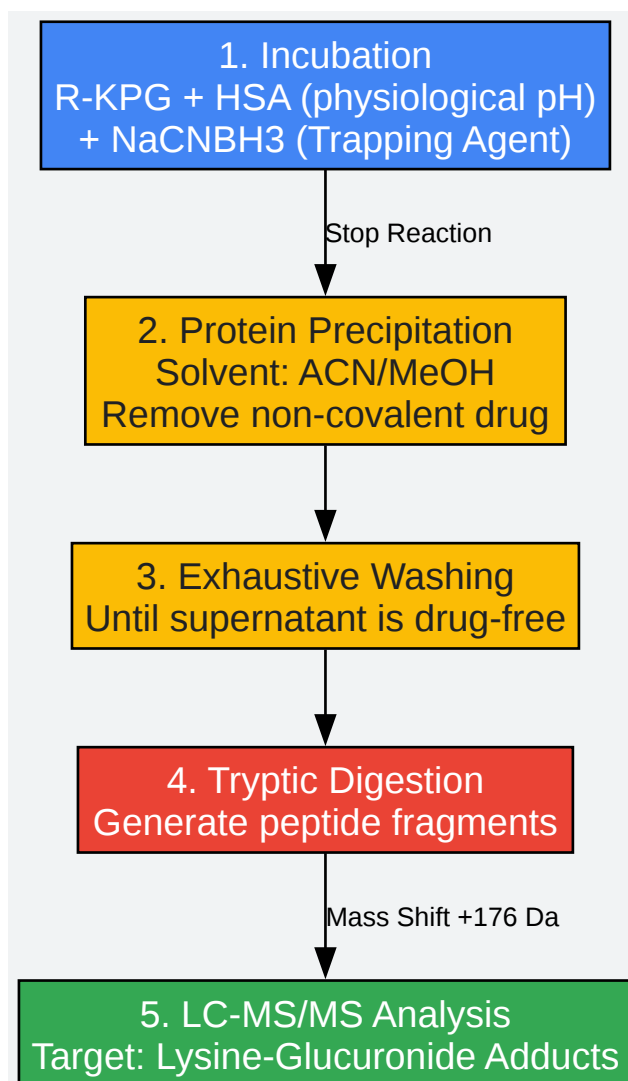 1. Incubation
R-KPG + HSA (physiological pH)
+ NaCNBH3 (Trapping Agent)
Stop Reaction
2. Protein Precipitation
Solvent: ACN/MeOH
Remove non-covalent drug
3. Exhaustive Washing
Until supernatant is drug-free
4. Tryptic Digestion
Generate peptide fragments
Mass Shift +176 Da
5. LC-MS/MS Analysis
Target: Lysine-Glucuronide Adducts